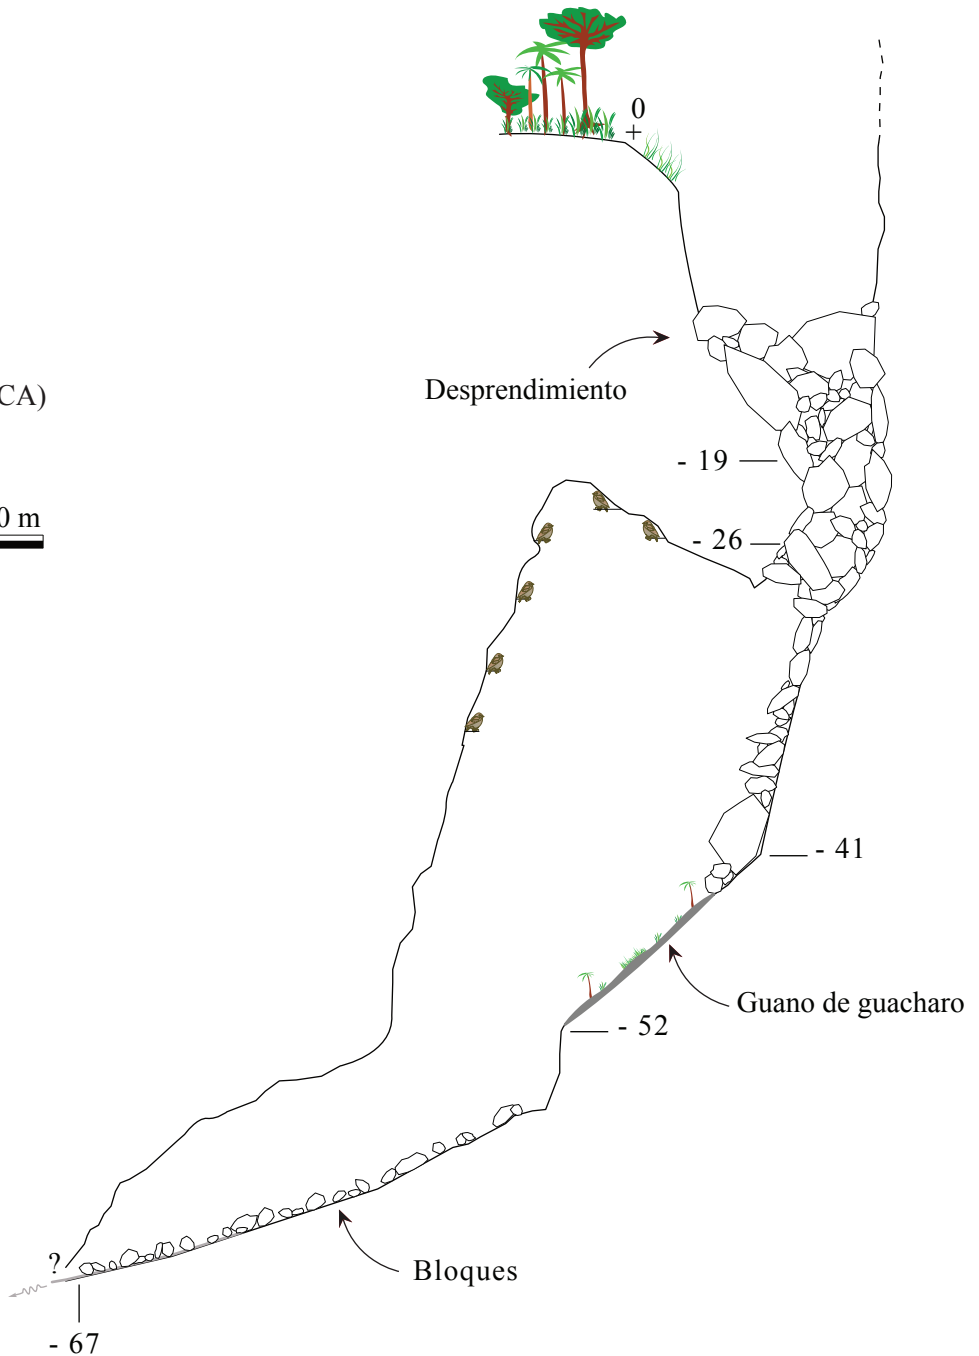 0
+
Desprendimiento
CA)
- 19
0 m
- 26
- 41
Guano de guacharo
- 52
?
Bloques
- 67